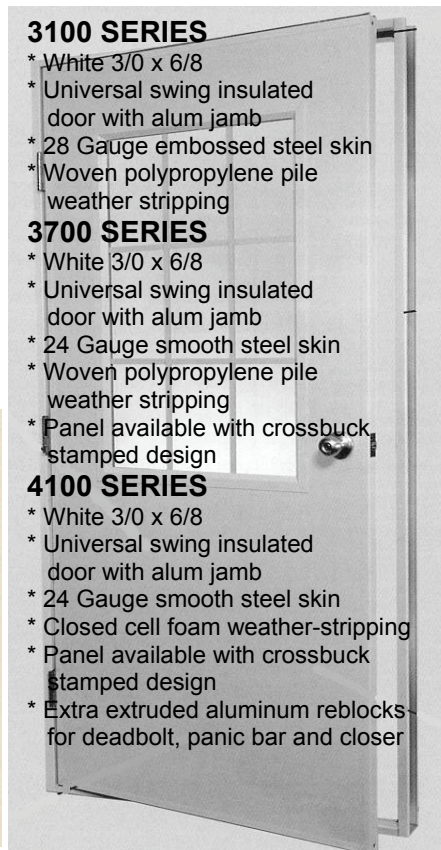 3100 SERIES
* White 3/0 x 6/8
* Universal swing insulated
door with alum jamb
* 28 Gauge embossed steel skin
* Woven polypropylene pile
weather stripping
3700 SERIES
* White 3/0 x 6/8
* Universal swing insulated
door with alum jamb
* 24 Gauge smooth steel skin
* Woven polypropylene pile
weather stripping
* Panel available with crossbuck
stamped design
4100 SERIES
* White 3/0 x 6/8
* Universal swing insulated
door with alum jamb
* 24 Gauge smooth steel skin
* Closed cell foam weather-stripping
* Panel available with crossbuck
stamped design
* Extra extruded aluminum reblocks
for deadbolt, panic bar and closer